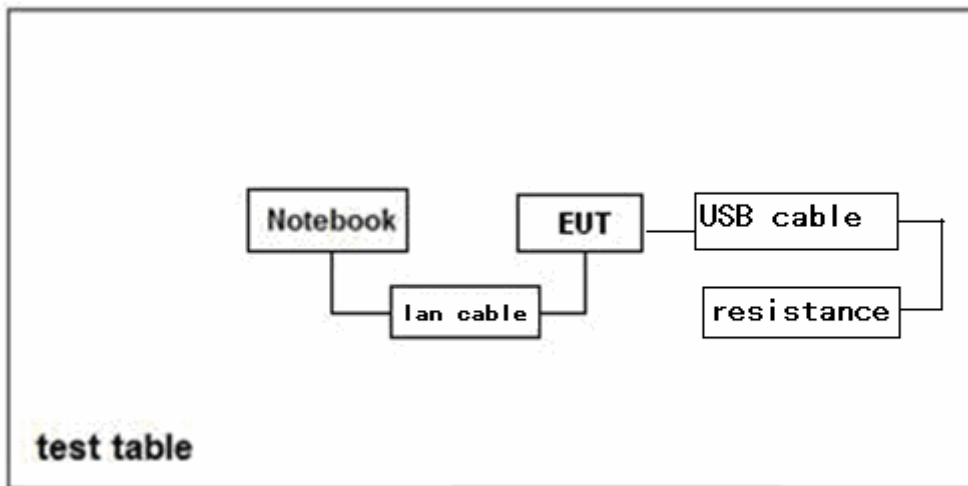 Notebook
EUT
USB cable
lan cable
resistance
test table